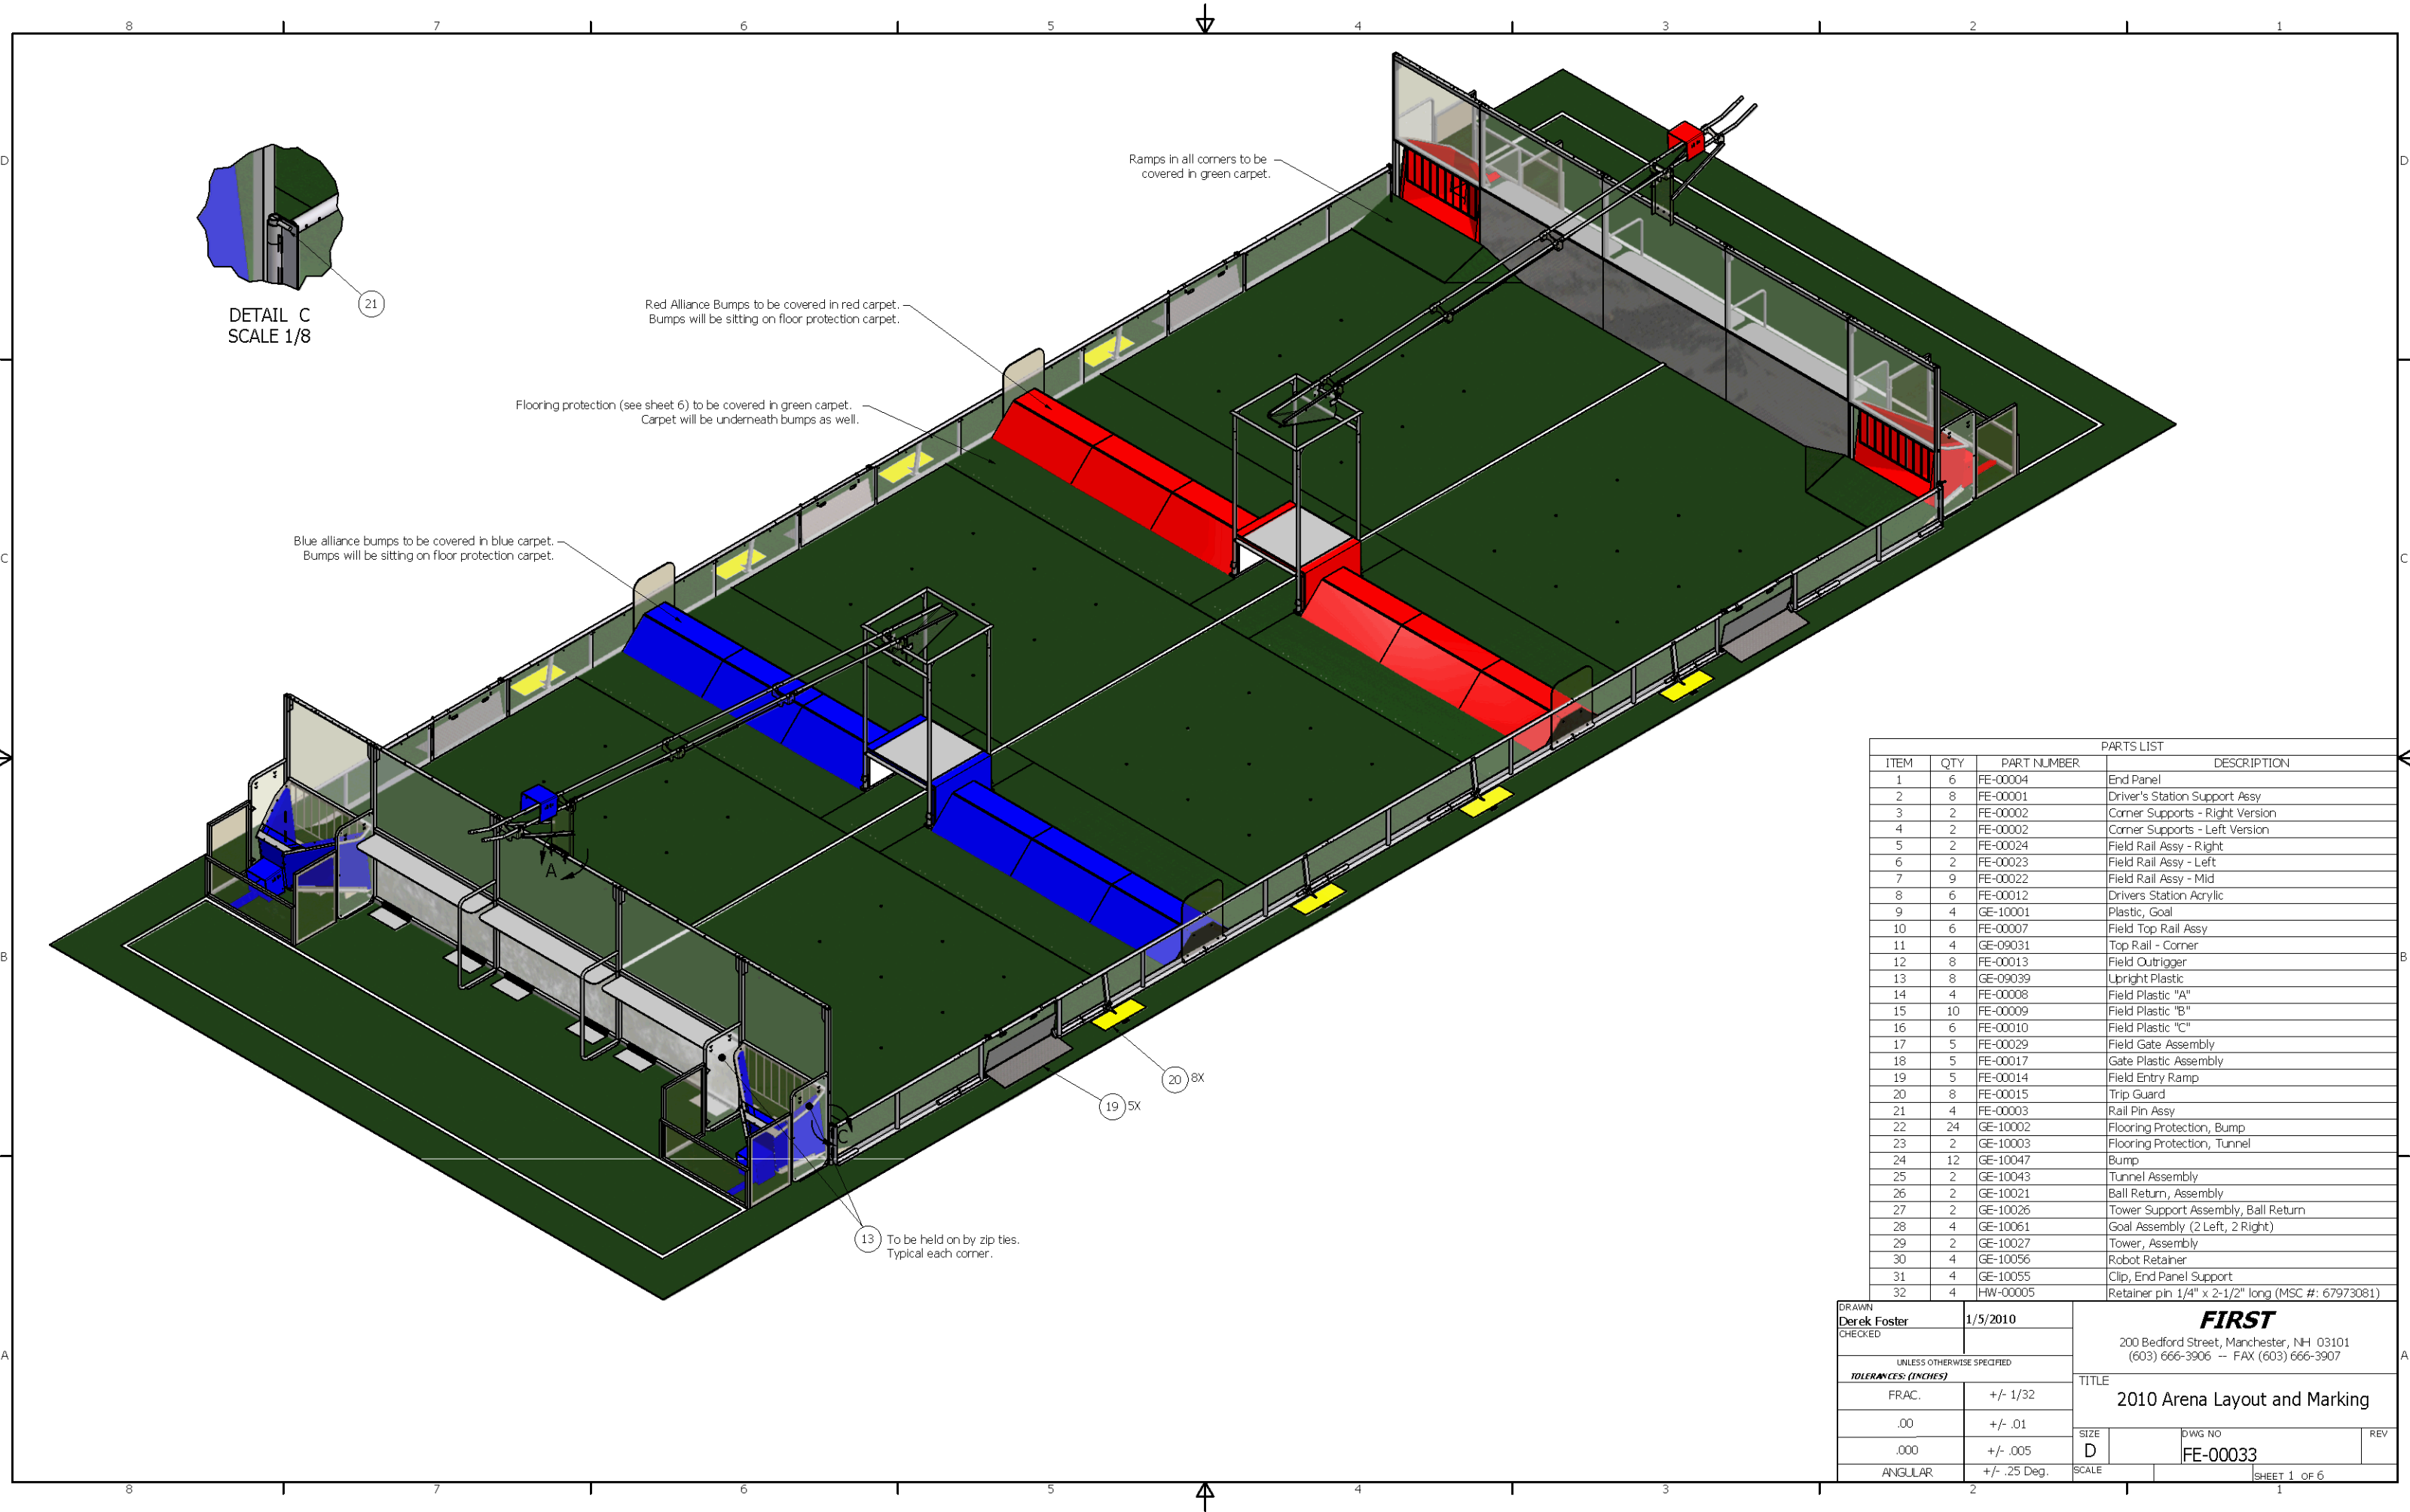 8 7 6 5 4 3 2 1
D
D
Ramps in all corners to be
covered in green carpet.
21
DETAIL C
SCALE 1/8
Red Alliance Bumps to be covered in red carpet.
Bumps will be sitting on floor protection carpet.
Flooring protection (see sheet 6) to be covered in green carpet.
Carpet will be underneath bumps as well.
Blue alliance bumps to be covered in blue carpet.
Bumps will be sitting on floor protection carpet.
C
C
A
C
B
B
20 8X
19 5X
13 To be held on by zip ties.
Typical each corner.
PARTS LIST
ITEM QTY PART NUMBER DESCRIPTION
1 6 FE-00004 End Panel
2 8 FE-00001 Driver's Station Support Assy
3 2 FE-00002 Corner Supports - Right Version
4 2 FE-00002 Corner Supports - Left Version
5 2 FE-00024 Field Rail Assy - Right
6 2 FE-00023 Field Rail Assy - Left
7 9 FE-00022 Field Rail Assy - Mid
8 6 FE-00012 Drivers Station Acrylic
9 4 GE-10001 Plastic, Goal
10 6 FE-00007 Field Top Rail Assy
11 4 GE-09031 Top Rail - Corner
12 8 FE-00013 Field Outrigger
13 8 GE-09039 Upright Plastic
14 4 FE-00008 Field Plastic "A"
15 10 FE-00009 Field Plastic "B"
16 6 FE-00010 Field Plastic "C"
17 5 FE-00029 Field Gate Assembly
18 5 FE-00017 Gate Plastic Assembly
19 5 FE-00014 Field Entry Ramp
20 8 FE-00015 Trip Guard
21 4 FE-00003 Rail Pin Assy
22 24 GE-10002 Flooring Protection, Bump
23 2 GE-10003 Flooring Protection, Tunnel
24 12 GE-10047 Bump
25 2 GE-10043 Tunnel Assembly
26 2 GE-10021 Ball Return, Assembly
27 2 GE-10026 Tower Support Assembly, Ball Return
28 4 GE-10061 Goal Assembly (2 Left, 2 Right)
29 2 GE-10027 Tower, Assembly
30 4 GE-10056 Robot Retainer
31 4 GE-10055 Clip, End Panel Support
32 4 HW-00005 Retainer pin 1/4" x 2-1/2" long (MSC #: 67973081)
A
A
DRAWN
Derek Foster 1/5/2010
CHECKED
UNLESS OTHERWISE SPECIFIED
TOLERANCES: (INCHES)
FRAC. +/- 1/32
.00 +/- .01
.000 +/- .005
ANGULAR +/- .25 Deg.
FIRST
200 Bedford Street, Manchester, NH 03101
(603) 666-3906 -- FAX (603) 666-3907
TITLE
2010 Arena Layout and Marking
SIZE
D
DWG NO
FE-00033
REV
SCALE
SHEET 1 OF 6
8 7 6 5 4 3 2 1